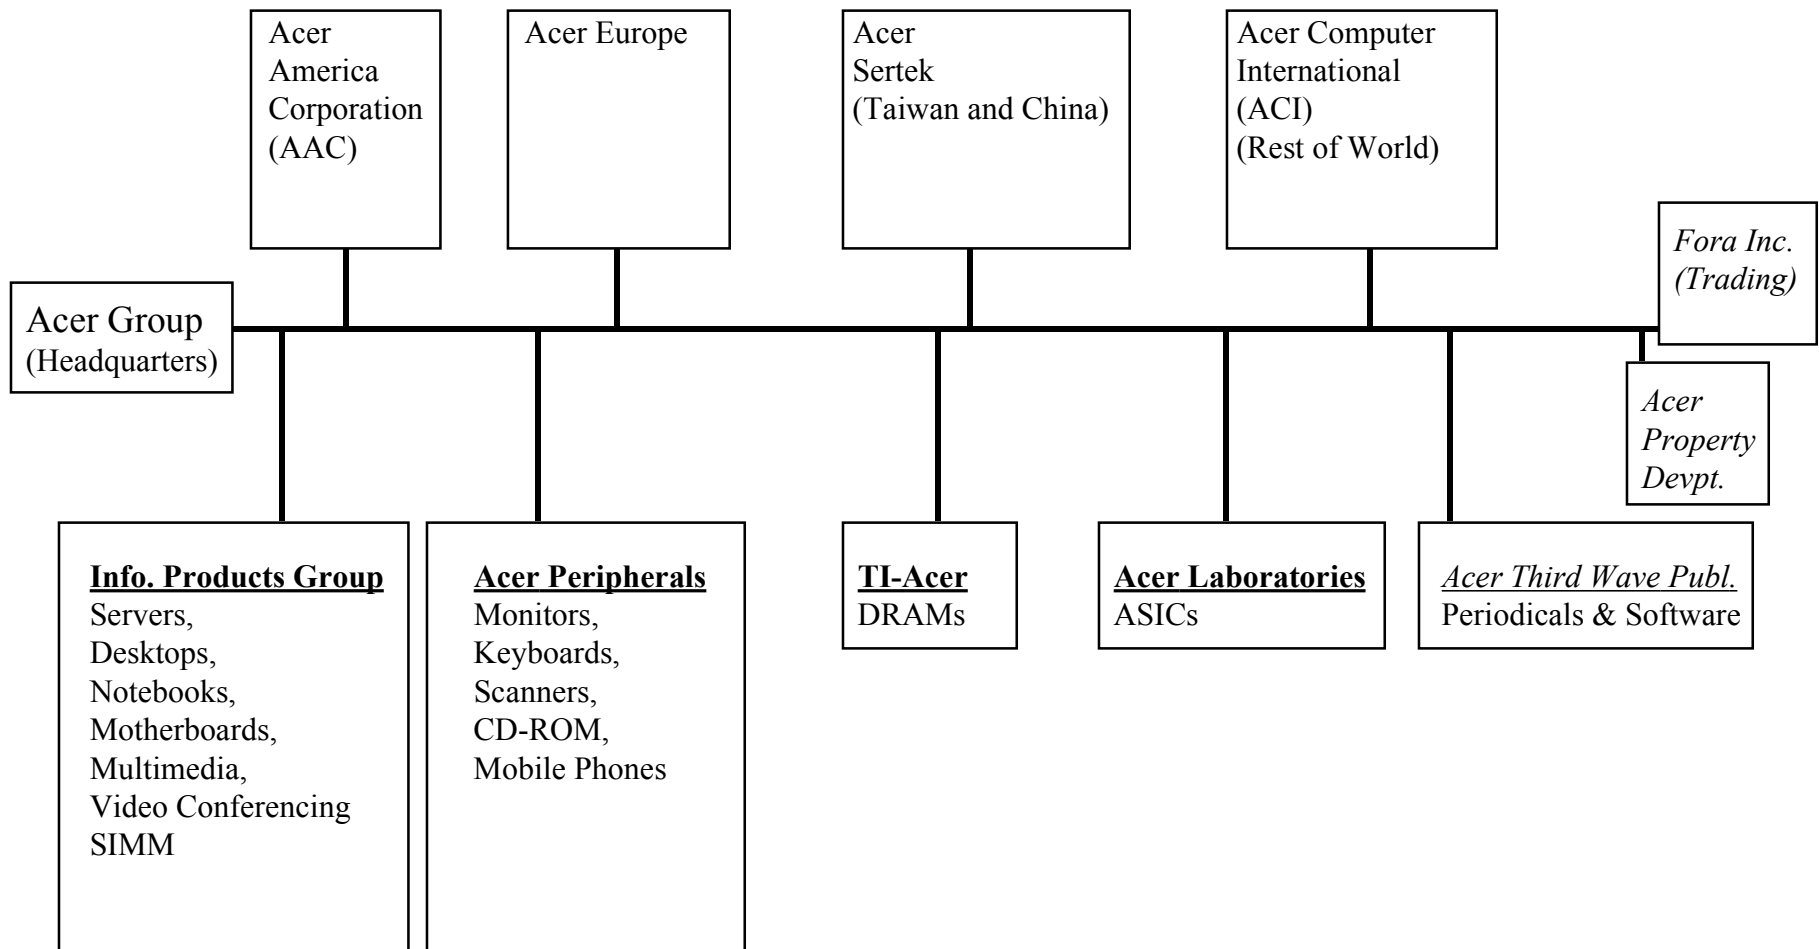 Acer
America
Corporation
(AAC)
Acer Europe
Acer
Sertek
(Taiwan and China)
Acer Computer
International
(ACI)
(Rest of World)
Fora Inc.
(Trading)
Acer Group
(Headquarters)
Acer
Property
Devpt.
Info. Products Group
Servers,
Desktops,
Notebooks,
Motherboards,
Multimedia,
Video Conferencing
SIMM
Acer Peripherals
Monitors,
Keyboards,
Scanners,
CD-ROM,
Mobile Phones
TI-Acer
DRAMs
Acer Laboratories
ASICs
Acer Third Wave Publ.
Periodicals & Software